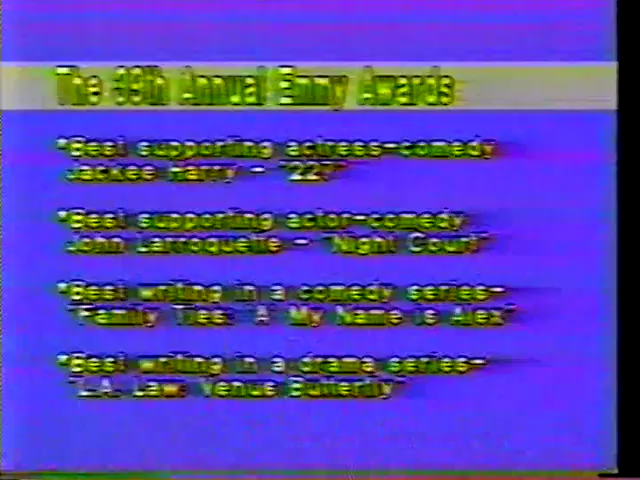 The 39th Annual Emmy Awards
*Best supporting actress-comedy
Jackee Harry - "227"
*Best supporting actor-comedy
John Larroquette - "Night Court"
*Best writing in a comedy series-
"Family Ties: 'A' My Name is Alex"
*Best writing in a drama series-
"L.A. Law: Venus Butterfly"